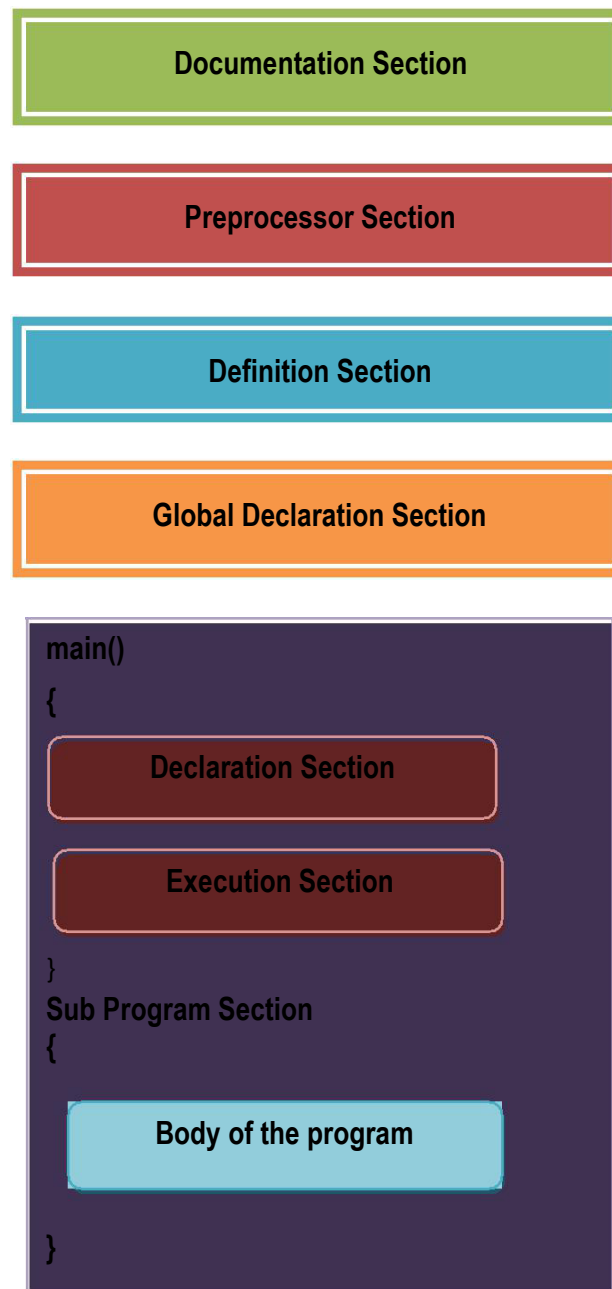 Documentation Section
Preprocessor Section
Definition Section
Global Declaration Section
main()
{
Declaration Section
Execution Section
}
Sub Program Section
{
Body of the program
}